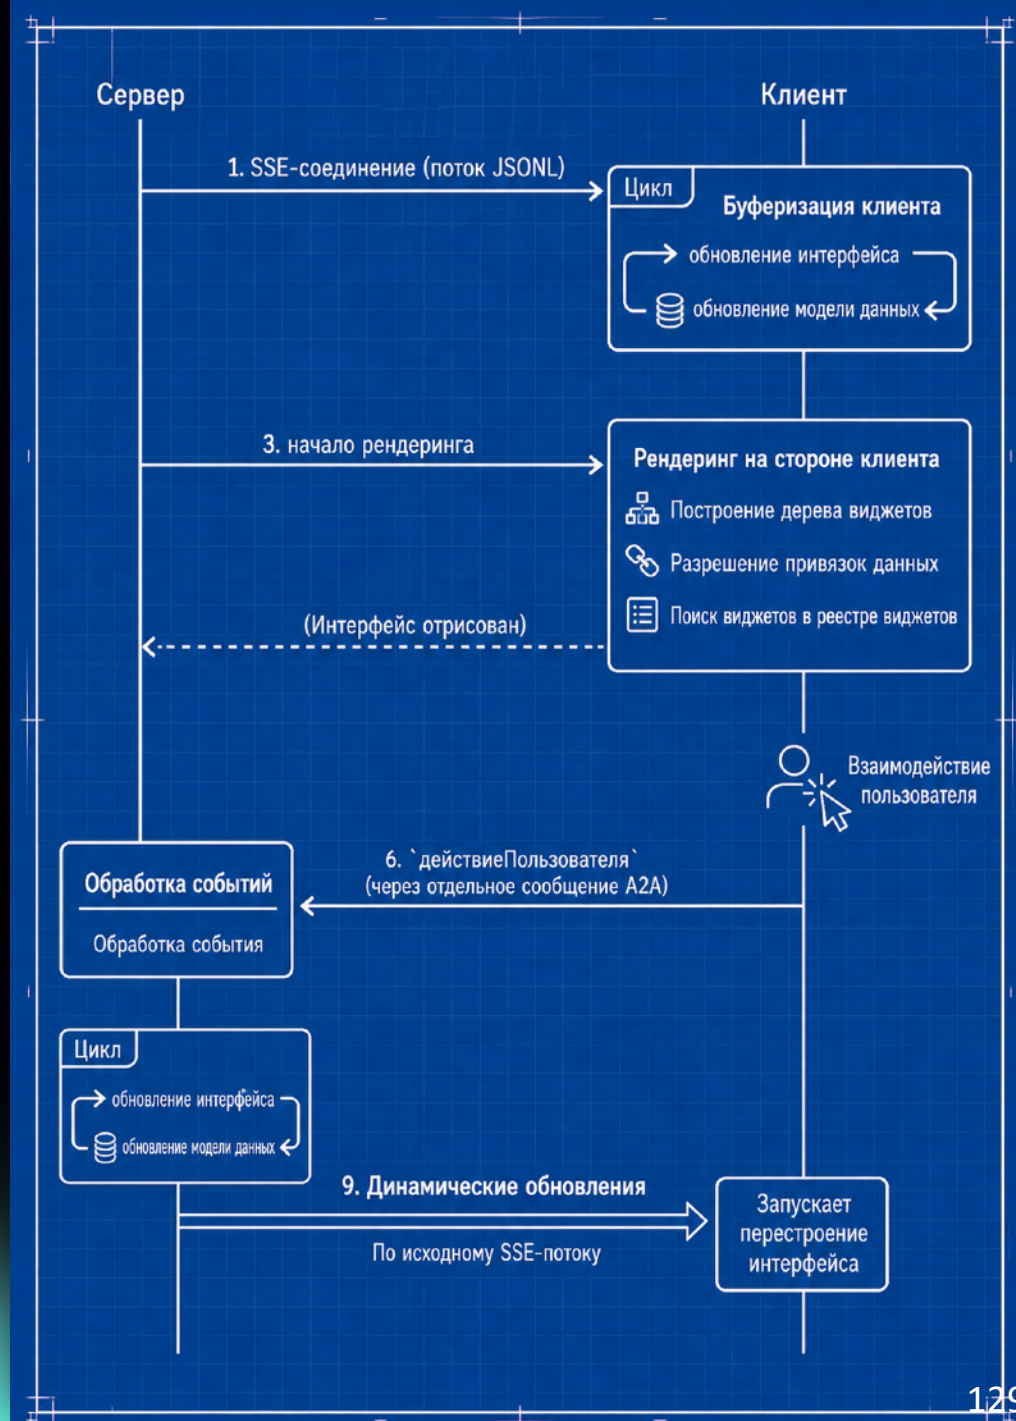 Сервер
Клиент
1. SSE-соединение (поток JSONL)
Цикл
Буферизация клиента
обновление интерфейса
обновление модели данных
3. начало рендеринга
Рендеринг на стороне клиента
Построение дерева виджетов
Разрешение привязок данных
Поиск виджетов в реестре виджетов
(Интерфейс отрисован)
Взаимодействие
пользователя
6. `действиеПользователя`
(через отдельное сообщение A2A)
Обработка событий
Обработка события
Цикл
обновление интерфейса
обновление модели данных
9. Динамические обновления
По исходному SSE-потоку
Запускает
перестроение
интерфейса
129